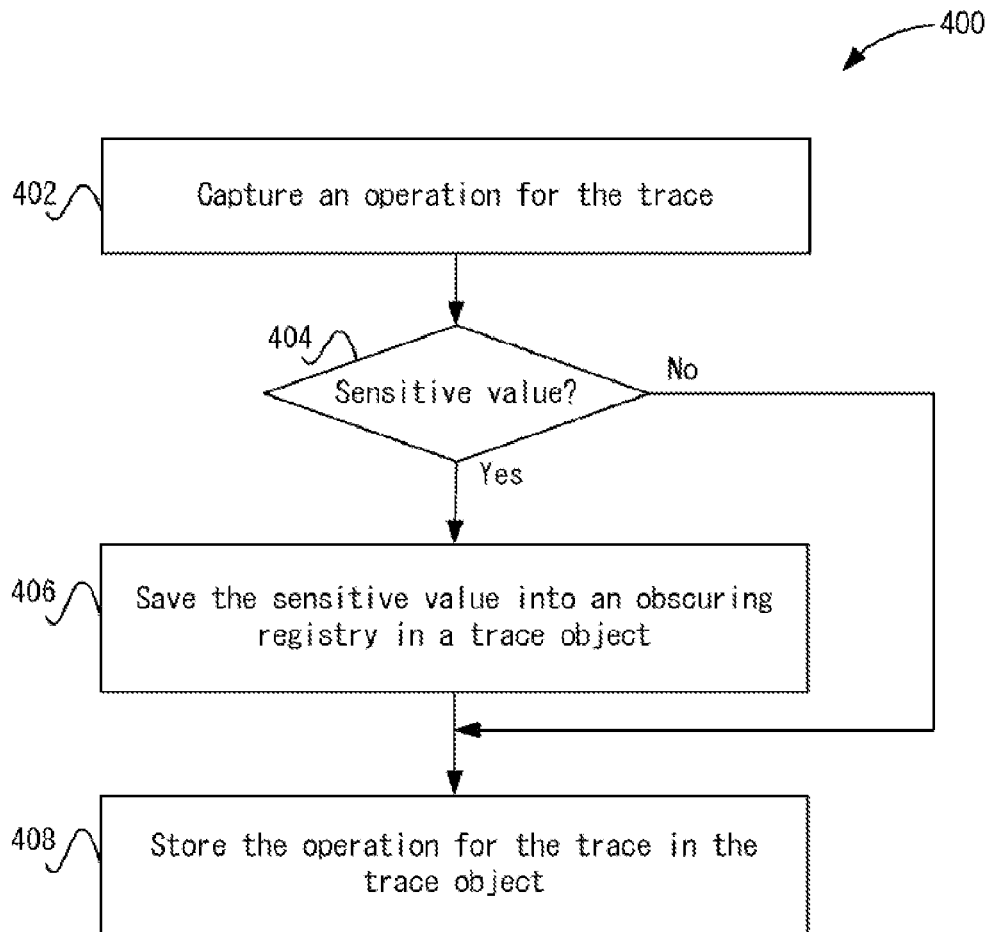 400
402
Capture an operation for the trace
404
Sensitive value?
No
Yes
406
Save the sensitive value into an obscuring
registry in a trace object
408
Store the operation for the trace in the
trace object